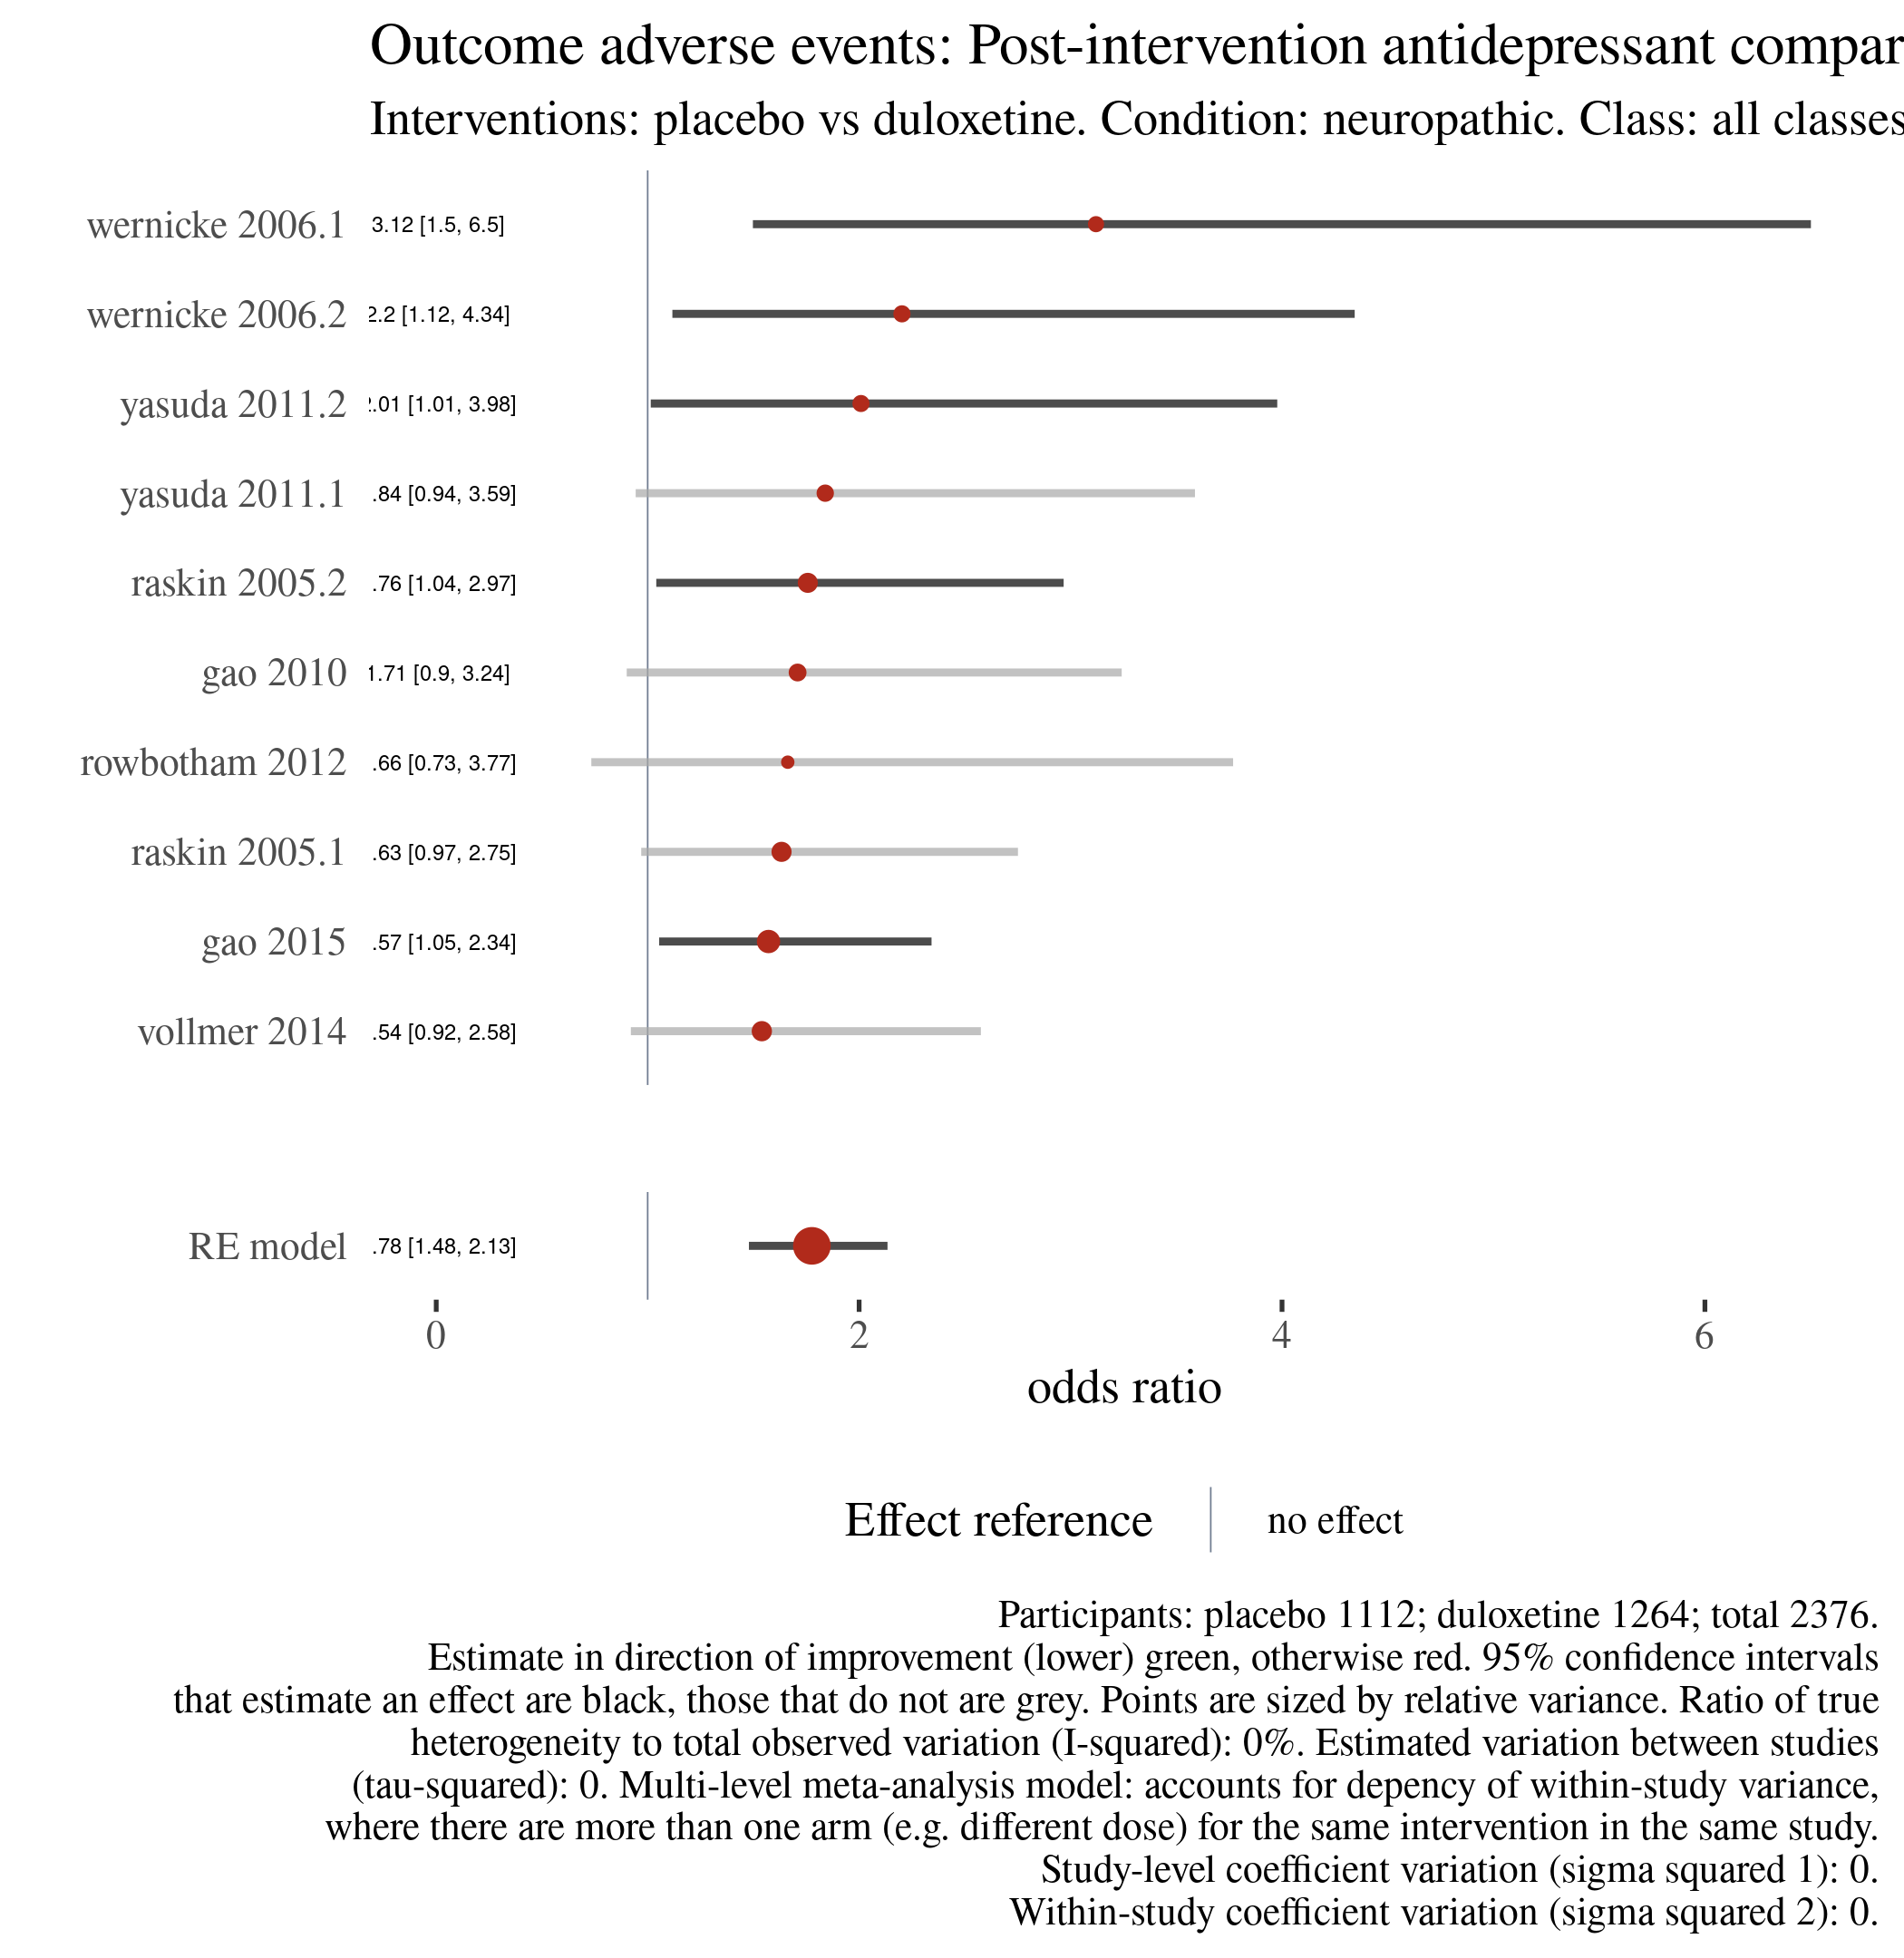 Outcome adverse events: Post-intervention antidepressant compar
Interventions: placebo vs duloxetine. Condition: neuropathic. Class: all classes
wernicke 2006.1 3.12 [1.5, 6.5]
wernicke 2006.2 2.2 [1.12, 4.34]
yasuda 2011.2 2.01 [1.01, 3.98]
yasuda 2011.1 .84 [0.94, 3.59]
raskin 2005.2 .76 [1.04, 2.97]
gao 2010 1.71 [0.9, 3.24]
rowbotham 2012 .66 [0.73, 3.77]
raskin 2005.1 .63 [0.97, 2.75]
gao 2015 .57 [1.05, 2.34]
vollmer 2014 .54 [0.92, 2.58]
RE model .78 [1.48, 2.13]
0 2 4 6
odds ratio
Effect reference no effect
Participants: placebo 1112; duloxetine 1264; total 2376.
Estimate in direction of improvement (lower) green, otherwise red. 95% confidence intervals
that estimate an effect are black, those that do not are grey. Points are sized by relative variance. Ratio of true
heterogeneity to total observed variation (I-squared): 0%. Estimated variation between studies
(tau-squared): 0. Multi-level meta-analysis model: accounts for depency of within-study variance,
where there are more than one arm (e.g. different dose) for the same intervention in the same study.
Study-level coefficient variation (sigma squared 1): 0.
Within-study coefficient variation (sigma squared 2): 0.